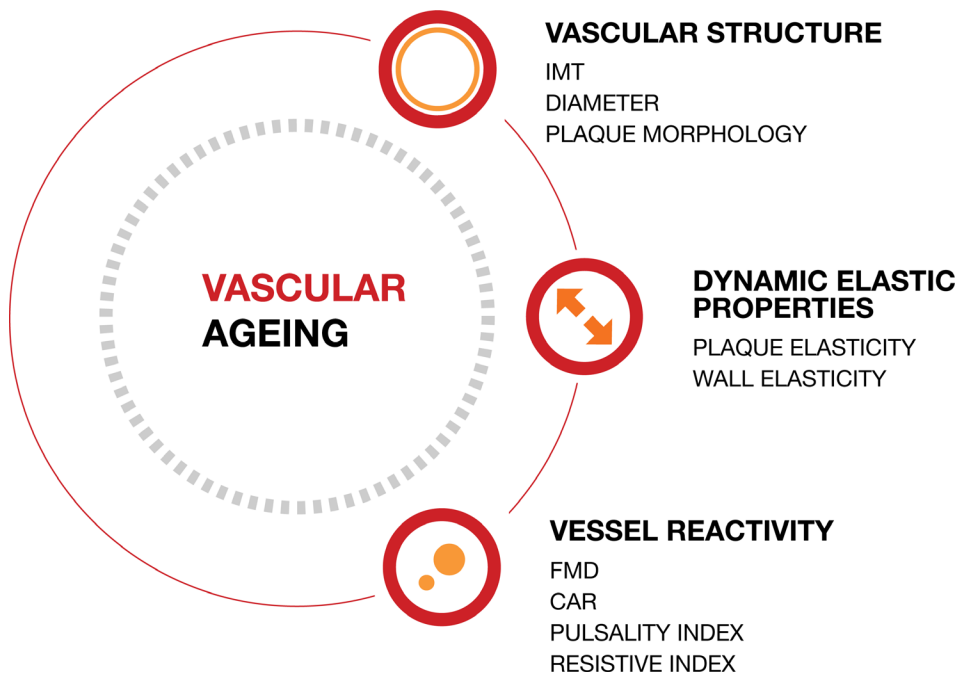 VASCULAR STRUCTURE
IMT
DIAMETER
PLAQUE MORPHOLOGY
VASCULAR
AGEING
DYNAMIC ELASTIC
PROPERTIES
PLAQUE ELASTICITY
WALL ELASTICITY
VESSEL REACTIVITY
FMD
CAR
PULSALITY INDEX
RESISTIVE INDEX